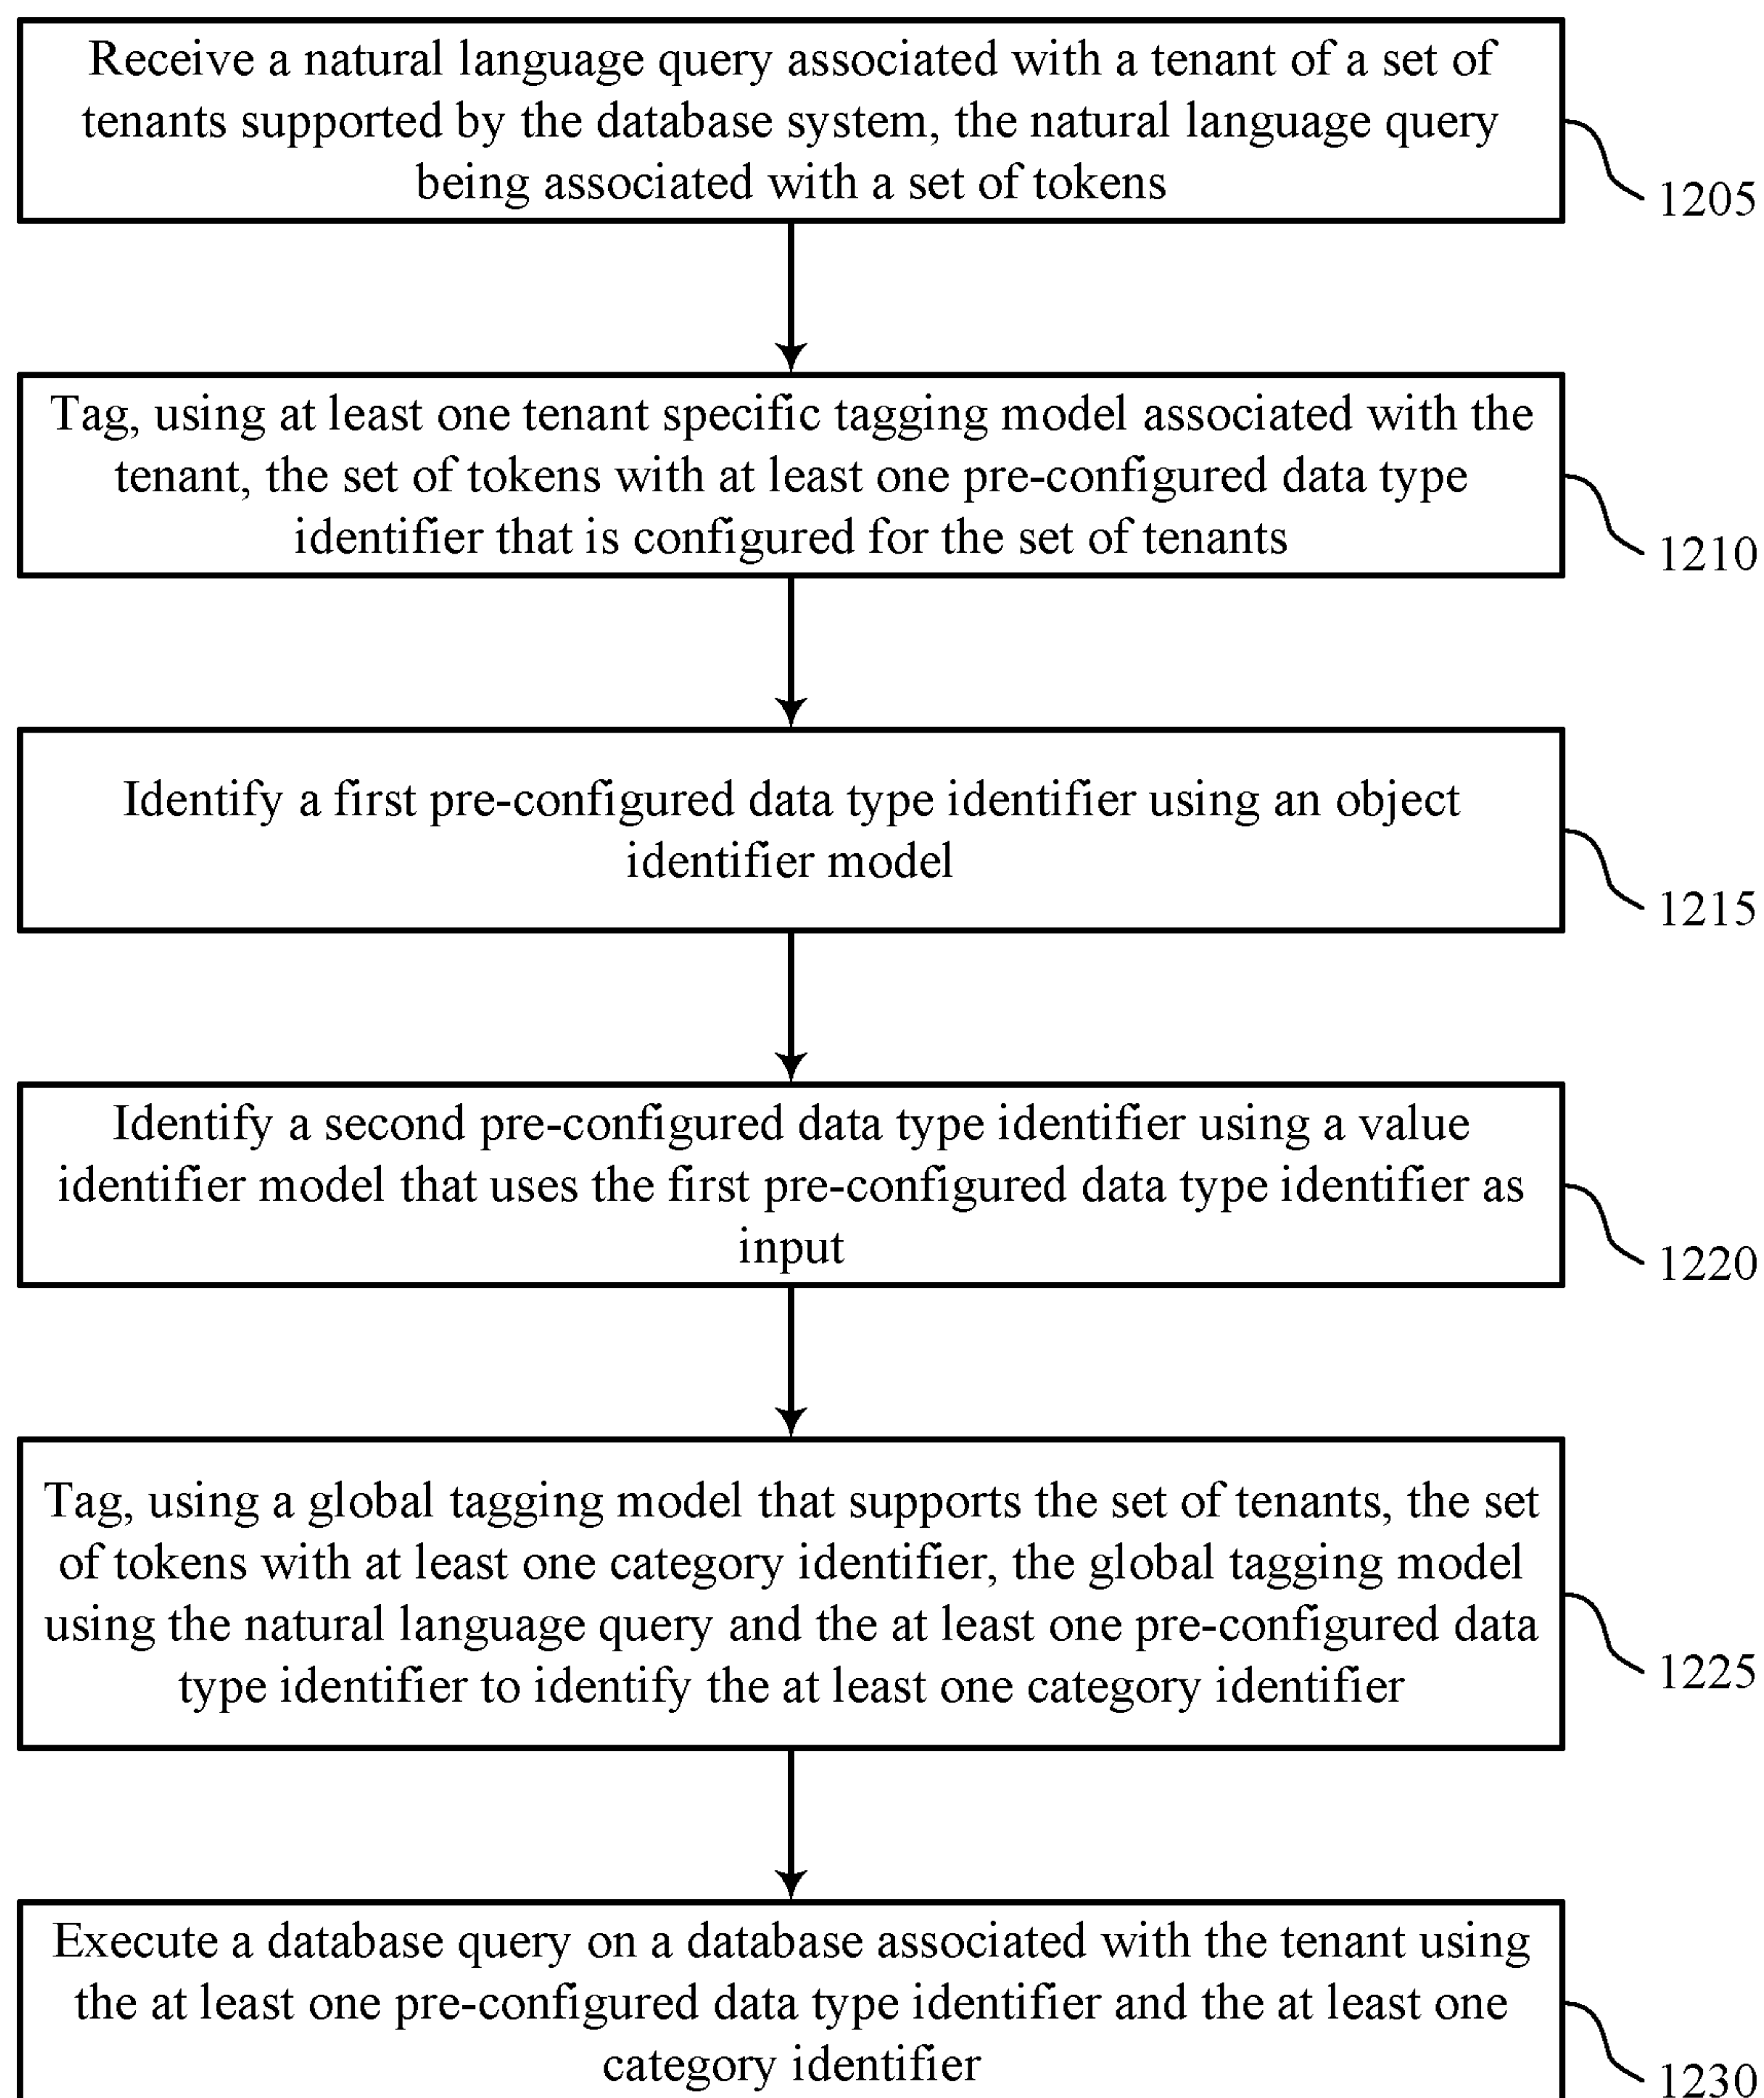 Receive a natural language query associated with a tenant of a set of
tenants supported by the database system, the natural language query
being associated with a set of tokens
1205
Tag, using at least one tenant specific tagging model associated with the
tenant, the set of tokens with at least one pre-configured data type
identifier that is configured for the set of tenants
1210
Identify a first pre-configured data type identifier using an object
identifier model
1215
Identify a second pre-configured data type identifier using a value
identifier model that uses the first pre-configured data type identifier as
input
1220
Tag, using a global tagging model that supports the set of tenants, the set
of tokens with at least one category identifier, the global tagging model
using the natural language query and the at least one pre-configured data
type identifier to identify the at least one category identifier
1225
Execute a database query on a database associated with the tenant using
the at least one pre-configured data type identifier and the at least one
category identifier
1230